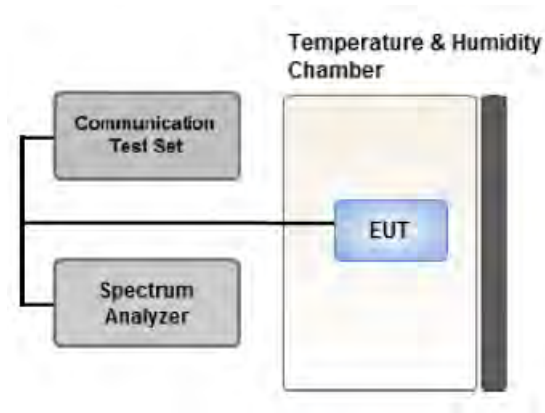 Temperature & Humidity
Chamber
Communication
Test Set
EUT
Spectrum
Analyzer